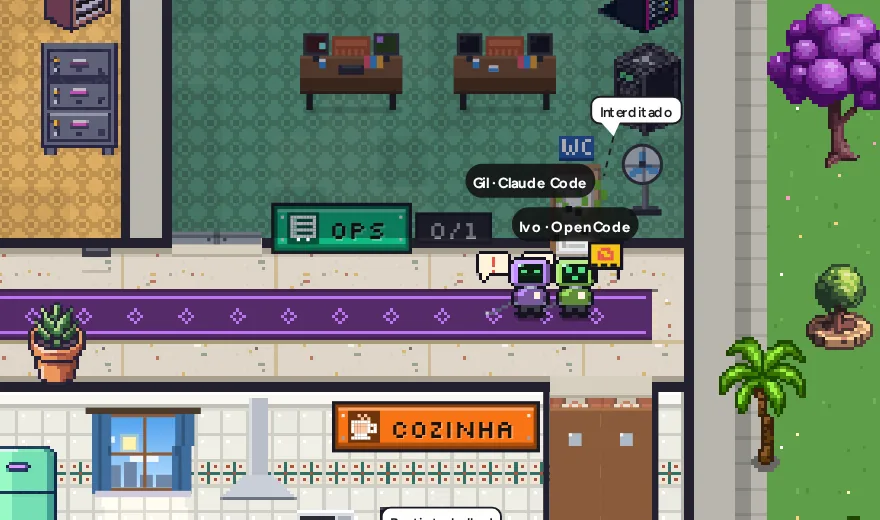 Interditado
WC
Gil · Claude Code
Ivo · OpenCode
OPS
0/1
!
COZINHA